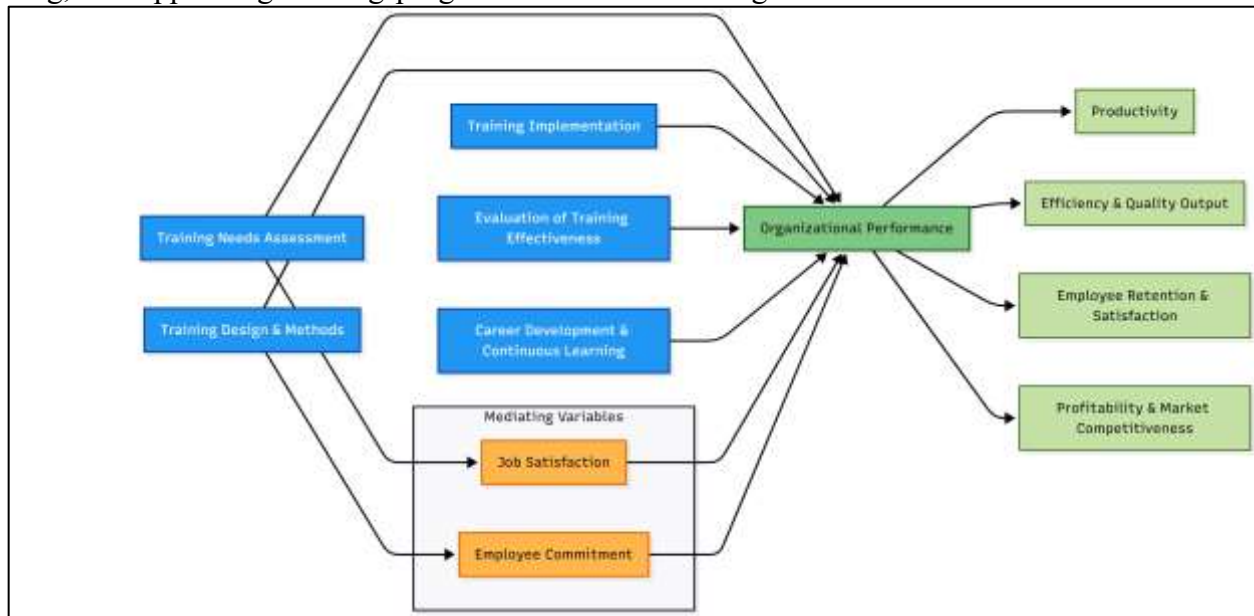 Training Needs Assessment
Training Design & Methods
Training Implementation
Evaluation of Training
Effectiveness
Career Development &
Continuous Learning
Mediating Variables
Job Satisfaction
Employee Commitment
Organizational Performance
Productivity
Efficiency & Quality Output
Employee Retention &
Satisfaction
Profitability & Market
Competitiveness